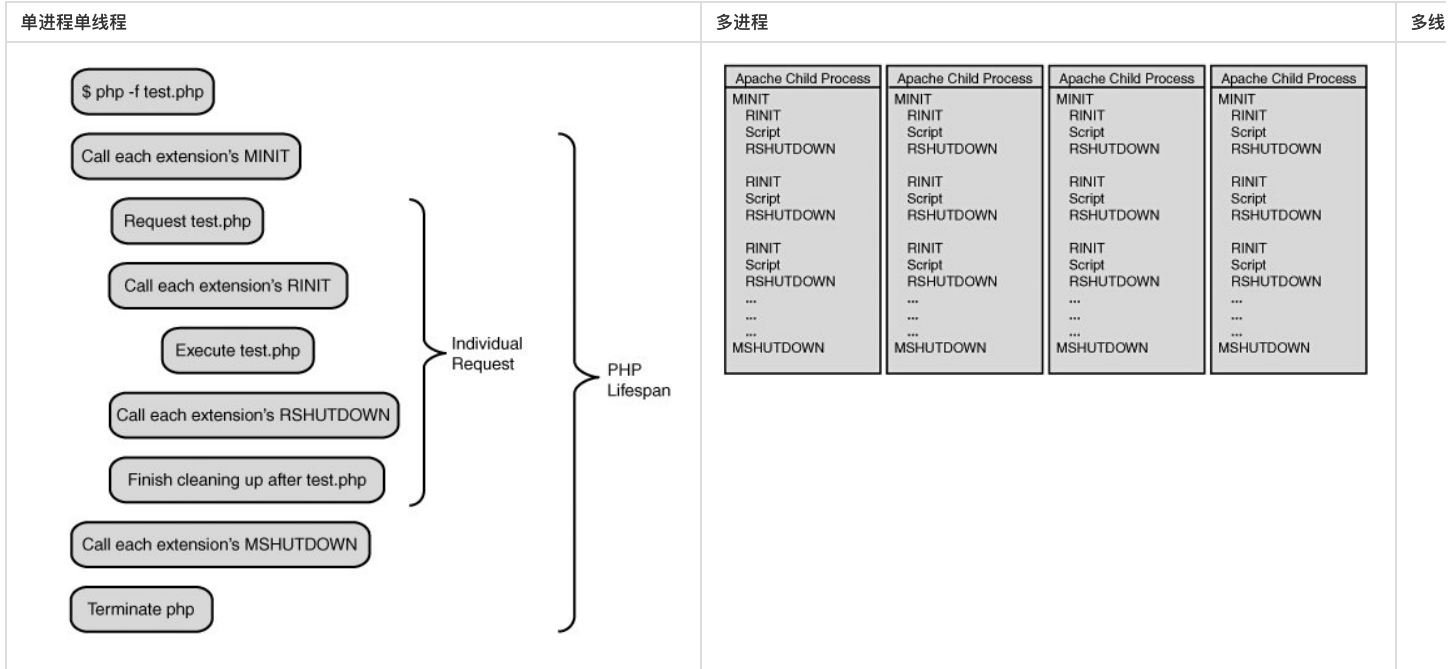 单进程单线程
多进程
多线
$ php -f test.php
Call each extension's MINIT
Request test.php
Call each extension's RINIT
Execute test.php
Call each extension's RSHUTDOWN
Finish cleaning up after test.php
Call each extension's MSHUTDOWN
Terminate php
Individual
Request
PHP
Lifespan
Apache Child Process
MINIT
RINIT
Script
RSHUTDOWN
RINIT
Script
RSHUTDOWN
RINIT
Script
RSHUTDOWN
...
...
...
MSHUTDOWN
Apache Child Process
MINIT
RINIT
Script
RSHUTDOWN
RINIT
Script
RSHUTDOWN
RINIT
Script
RSHUTDOWN
...
...
...
MSHUTDOWN
Apache Child Process
MINIT
RINIT
Script
RSHUTDOWN
RINIT
Script
RSHUTDOWN
RINIT
Script
RSHUTDOWN
...
...
...
MSHUTDOWN
Apache Child Process
MINIT
RINIT
Script
RSHUTDOWN
RINIT
Script
RSHUTDOWN
RINIT
Script
RSHUTDOWN
...
...
...
MSHUTDOWN